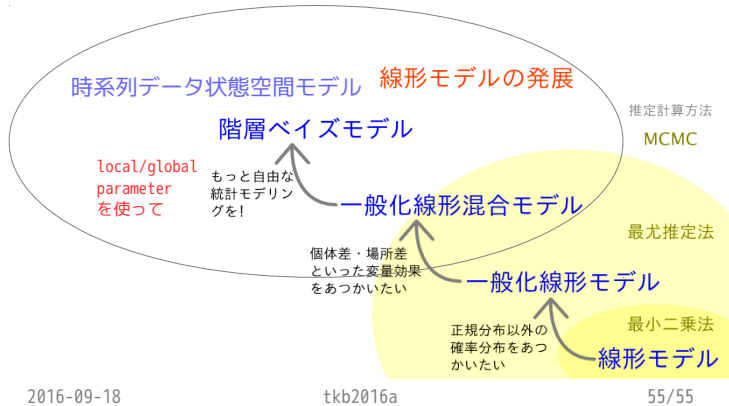 時系列データ状態空間モデル
線形モデルの発展
推定計算方法
MCMC
階層ベイズモデル
local/global
parameter
を使って
もっと自由な
統計モデリン
グを!
一般化線形混合モデル
最尤推定法
個体差・場所差
といった変量効果
をあつかいたい
一般化線形モデル
最小二乗法
正規分布以外の
確率分布をあつ
かいたい
線形モデル
2016-09-18
tkb2016a
55/55